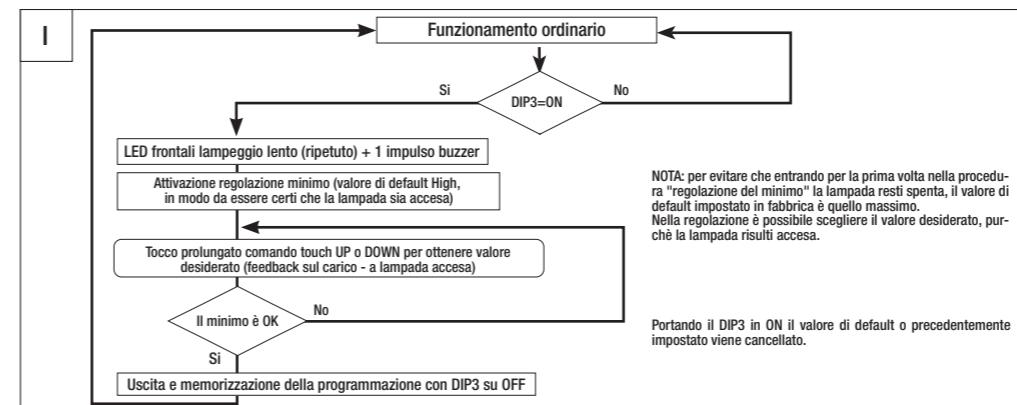 I
Funzionamento ordinario
Si
DIP3=ON
No
LED frontali lampeggio lento (ripetuto) + 1 impulso buzzer
Attivazione regolazione minimo (valore di default High,
in modo da essere certi che la lampada sia accesa)
Tocco prolungato comando touch UP o DOWN per ottenere valore
desiderato (feedback sul carico - a lampada accesa)
Il minimo è OK
No
Si
Uscita e memorizzazione della programmazione con DIP3 su OFF
NOTA: per evitare che entrando per la prima volta nella procedu-
ra "regolazione del minimo" la lampada resti spenta, il valore di
default impostato in fabbrica è quello massimo.
Nella regolazione è possibile scegliere il valore desiderato, pur-
chè la lampada risulti accesa.
Portando il DIP3 in ON il valore di default o precedentemente
impostato viene cancellato.